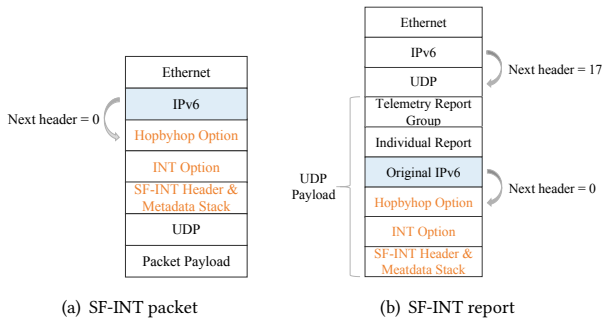 Ethernet
IPv6
Next header = 0
Hopbyhop Option
INT Option
SF-INT Header &
Metadata Stack
UDP
Packet Payload
(a) SF-INT packet
Ethernet
IPv6
Next header = 17
UDP
Telemetry Report
Group
Individual Report
UDP
Payload
Original IPv6
Next header = 0
Hopbyhop Option
INT Option
SF-INT Header &
Meatdata Stack
(b) SF-INT report